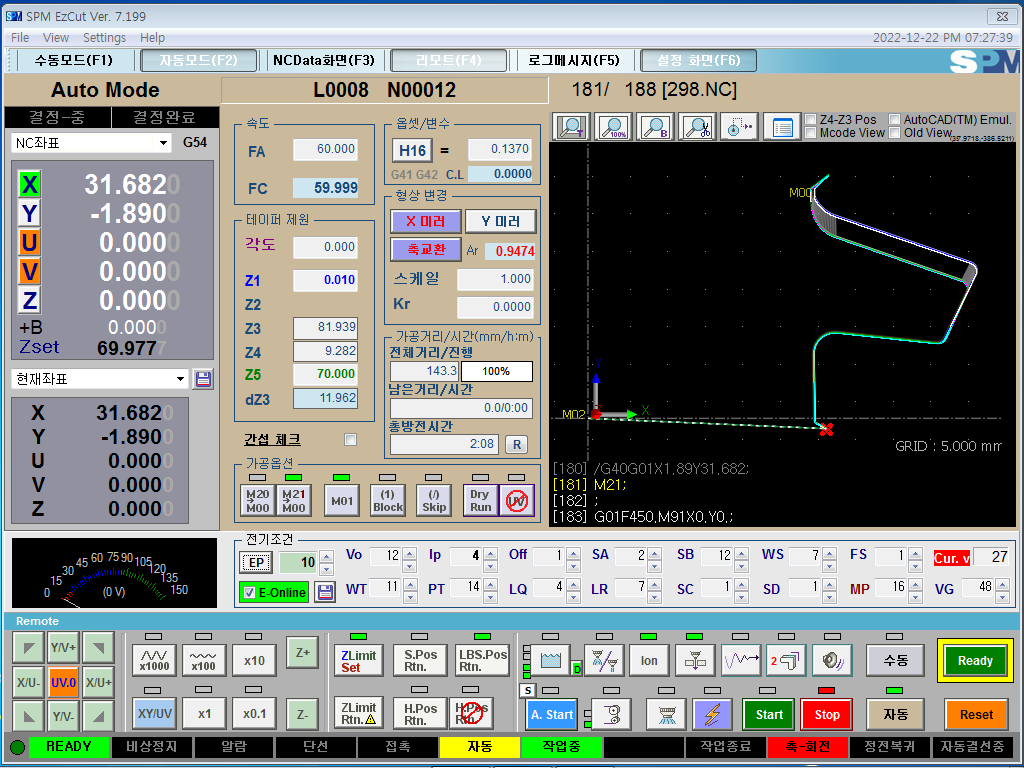 SPM EzCut Ver. 7.199
File View Settings Help
2022-12-22 PM 07:27:39
수동모드(F1) 자동모드(F2) NCData화면(F3) 리모트(F4) 로그메시지(F5) 설정 화면(F6) SPM
Auto Mode L0008 N00012 181/ 188 [298.NC]
결정-중 결정완료
NC좌표 G54
X 31.6820
Y -1.8900
U 0.0000
V 0.0000
Z 0.0000
+B 0.0000
Zset 69.9777
현재좌표
X 31.6820
Y -1.8900
U 0.0000
V 0.0000
Z 0.0000
속도
FA 60.000
FC 59.999
테이퍼 제원
각도 0.000
Z1 0.010
Z2
Z3 81.939
Z4 9.282
Z5 70.000
dZ3 11.962
간섭 체크
옵셋/변수
H16 = 0.1370
G41 G42 C.L 0.0000
형상 변경
X 미러 Y 미러
축교환 Ar 0.9474
스케일 1.000
Kr 0.0000
가공거리/시간(mm/h:m)
전체거리/진행
143.3 100%
남은거리/시간
0.0/0:00
총방전시간
2:08 R
가공옵션
M20 M00 M21 M00 M01 (1) Block (/) Skip Dry Run UV
T 100% B
Z4-Z3 Pos AutoCAD(TM) Emul.
Mcode View Old View
M00
Y
X
M02
GRID : 5.000 mm
[180] /G40G01X1,89Y31,682;
[181] M21;
[182] ;
[183] G01F450,M91X0,Y0,;
0 15 30 45 60 75 90 105 120 135 150
(0 V)
전기조건
EP 10 Vo 12 Ip 4 Off 1 SA 2 SB 12 WS 7 FS 1 Cur. v 27
E-Online WT 11 PT 14 LQ 4 LR 7 SC 1 SD 1 MP 16 VG 48
Remote
Y/V+
X/U- UV.0 X/U+
Y/V-
x1000 x100 x10 Z+
XY/UV x1 x0.1 Z-
ZLimit Set S.Pos Rtn. LBS.Pos Rtn.
ZLimit Rtn. H.Pos Rtn. H.Pos Rtn.
D Ion 2 수동 Ready
S
A. Start Start Stop 자동 Reset
READY 비상정지 알람 단선 접촉 자동 작업중 작업종료 축-회전 정전복귀 자동결선중